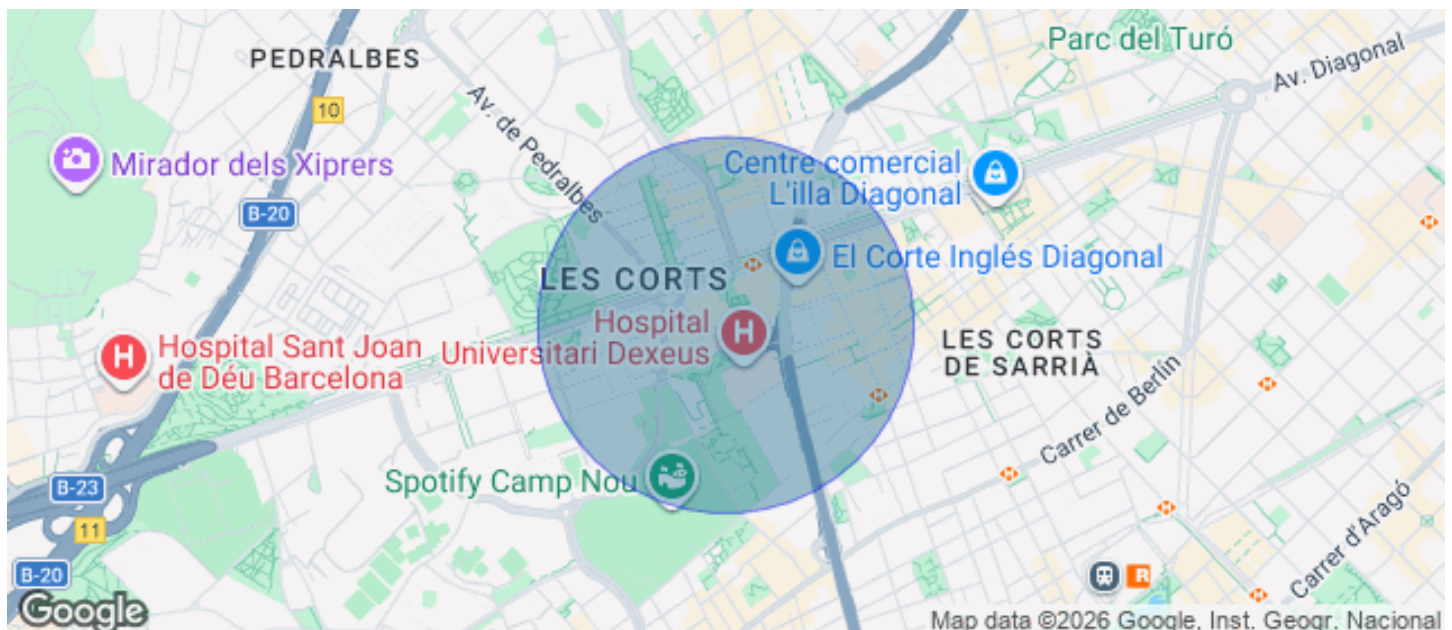 PEDRALBES
Parc del Turó
Av. Diagonal
10
Av. de Pedralbes
Mirador dels Xiprers
Centre comercial
L'illa Diagonal
B-20
El Corte Inglés Diagonal
LES CORTS
Hospital
Universitari Dexeus
Hospital Sant Joan
de Déu Barcelona
LES CORTS
DE SARRIÀ
Carrer de Berlín
Spotify Camp Nou
B-23
11
Carrer d'Aragó
B-20
R
Google
Map data ©2026 Google, Inst. Geogr. Nacional